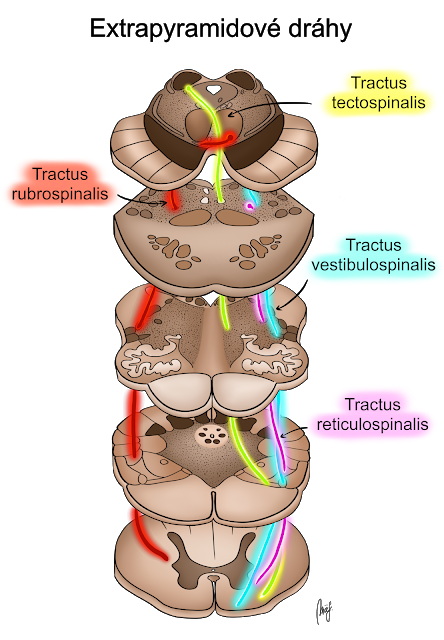 Extrapyramidové dráhy
Tractus
tectospinalis
Tractus
rubrospinalis
Tractus
vestibulospinalis
Tractus
reticulospinalis